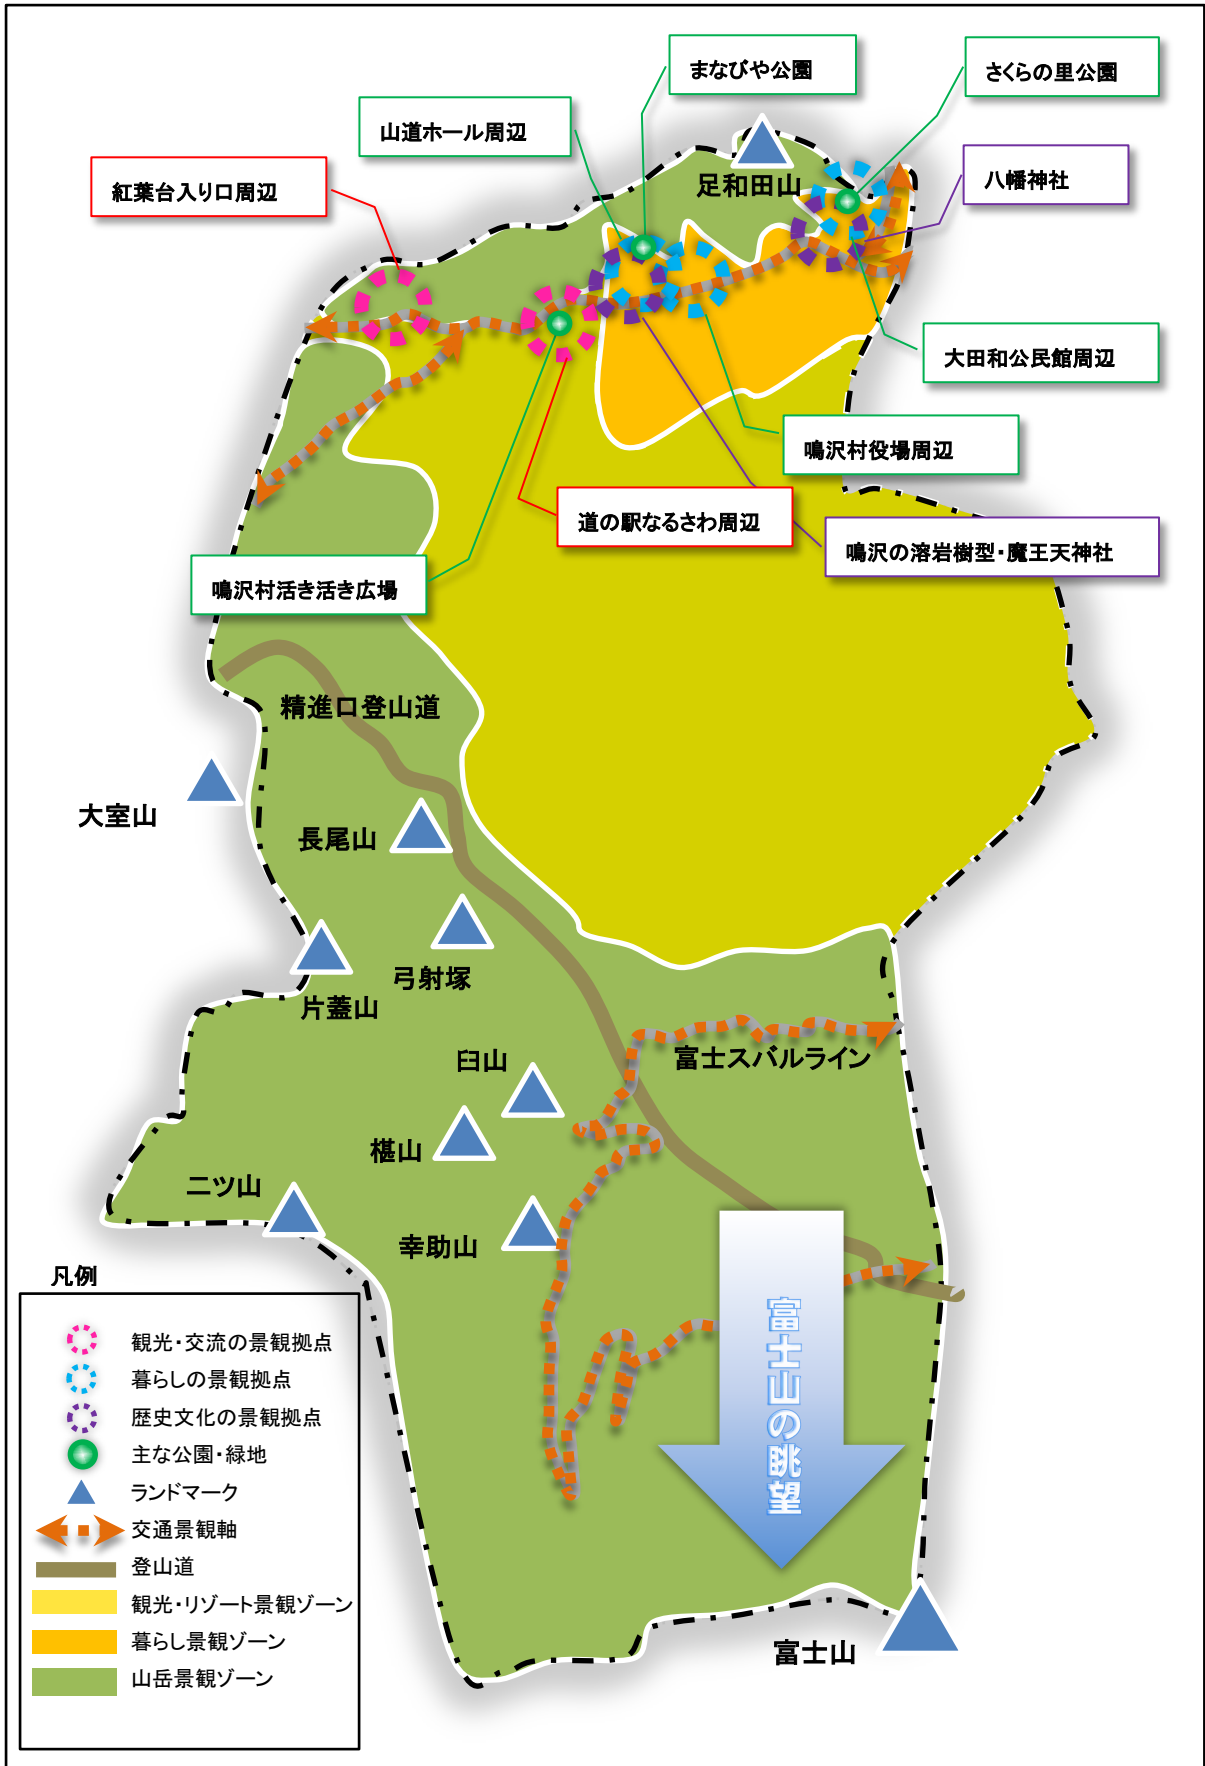 まなびや公園
さくらの里公園
山道ホール周辺
紅葉台入り口周辺
足和田山
八幡神社
大田和公民館周辺
鳴沢村役場周辺
道の駅なるさわ周辺
鳴沢の溶岩樹型・魔王天神社
鳴沢村活き活き広場
精進口登山道
大室山
長尾山
弓射塚
片蓋山
富士スバルライン
臼山
椹山
二ツ山
幸助山
富士山の眺望
富士山
凡例
観光・交流の景観拠点
暮らしの景観拠点
歴史文化の景観拠点
主な公園・緑地
ランドマーク
交通景観軸
登山道
観光・リゾート景観ゾーン
暮らし景観ゾーン
山岳景観ゾーン